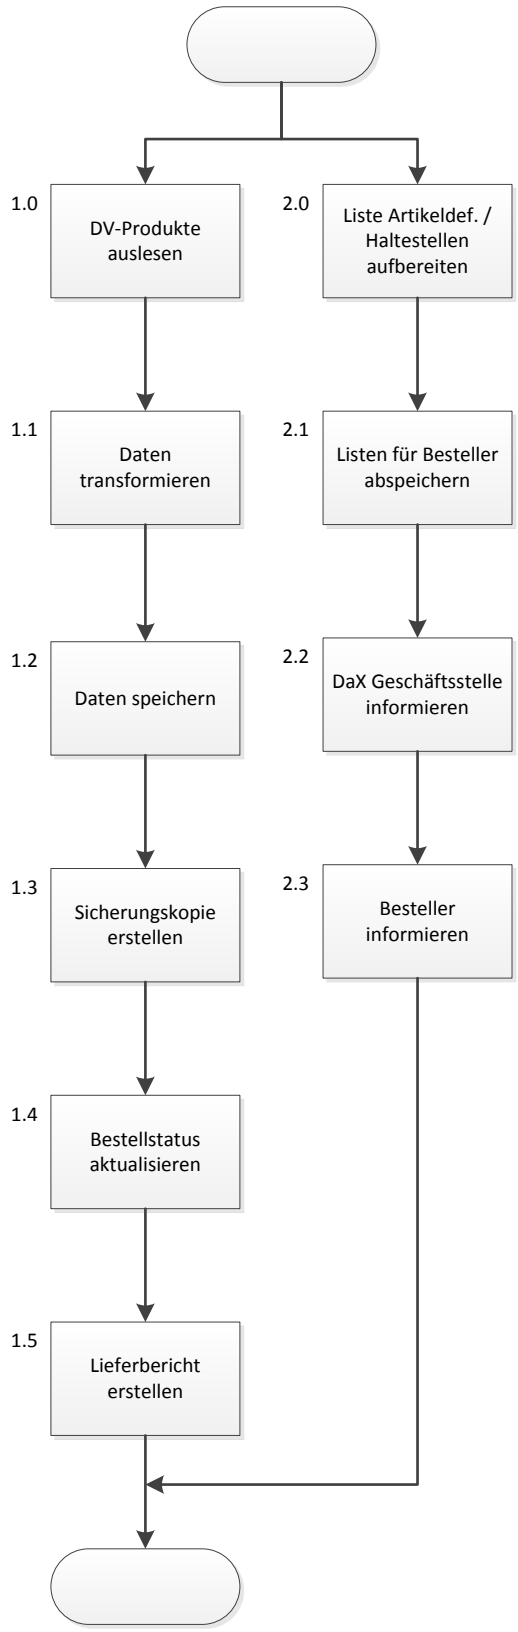 1.0
DV-Produkte
auslesen
2.0
Liste Artikeldef. /
Haltestellen
aufbereiten
1.1
Daten
transformieren
2.1
Listen für Besteller
abspeichern
1.2
Daten speichern
2.2
DaX Geschäftsstelle
informieren
1.3
Sicherungskopie
erstellen
2.3
Besteller
informieren
1.4
Bestellstatus
aktualisieren
1.5
Lieferbericht
erstellen